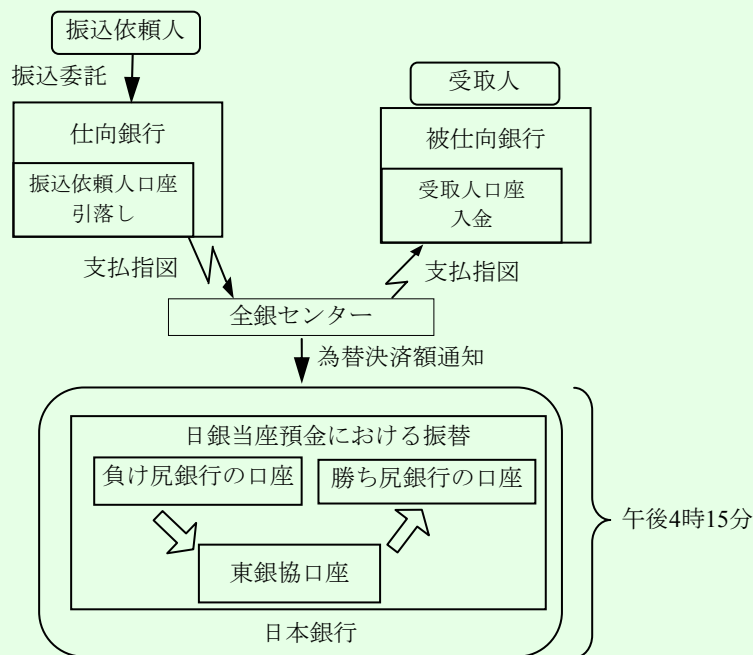 振込依頼人
振込委託
受取人
仕向銀行
被仕向銀行
振込依頼人口座
引落し
受取人口座
入金
支払指図
支払指図
全銀センター
為替決済額通知
日銀当座預金における振替
負け尻銀行の口座
勝ち尻銀行の口座
午後4時15分
東銀協口座
日本銀行